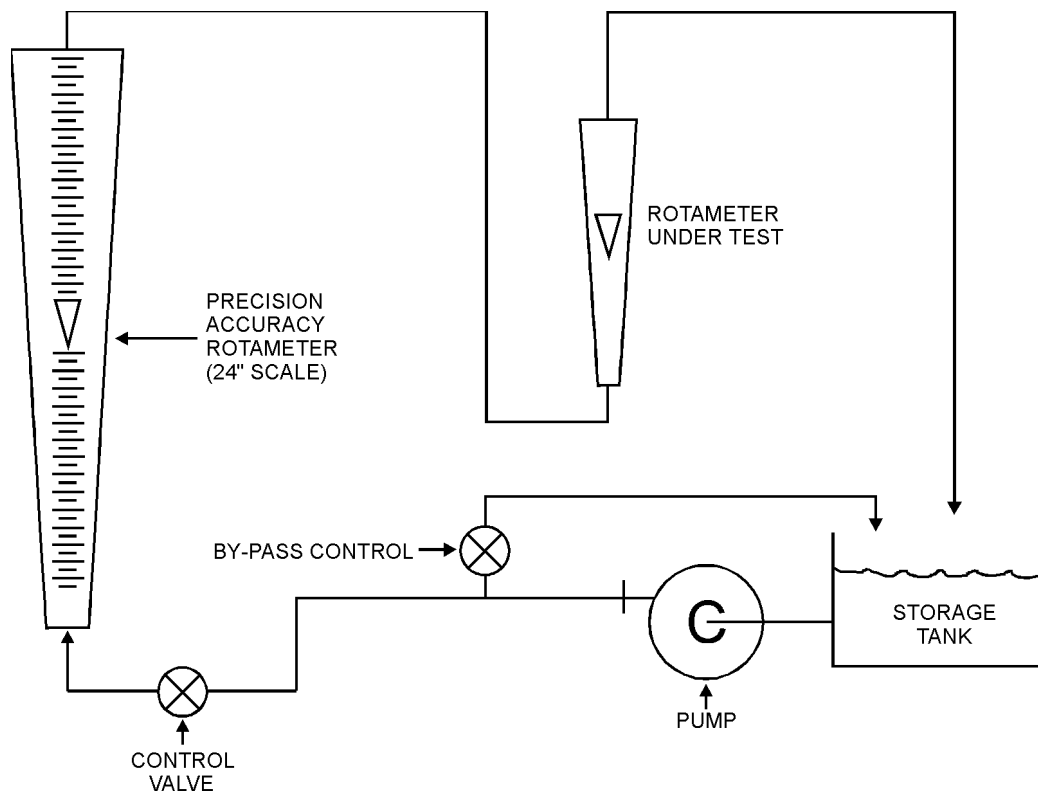 ROTAMETER
UNDER TEST
PRECISION
ACCURACY
ROTAMETER
(24" SCALE)
BY-PASS CONTROL
C
STORAGE
TANK
PUMP
CONTROL
VALVE